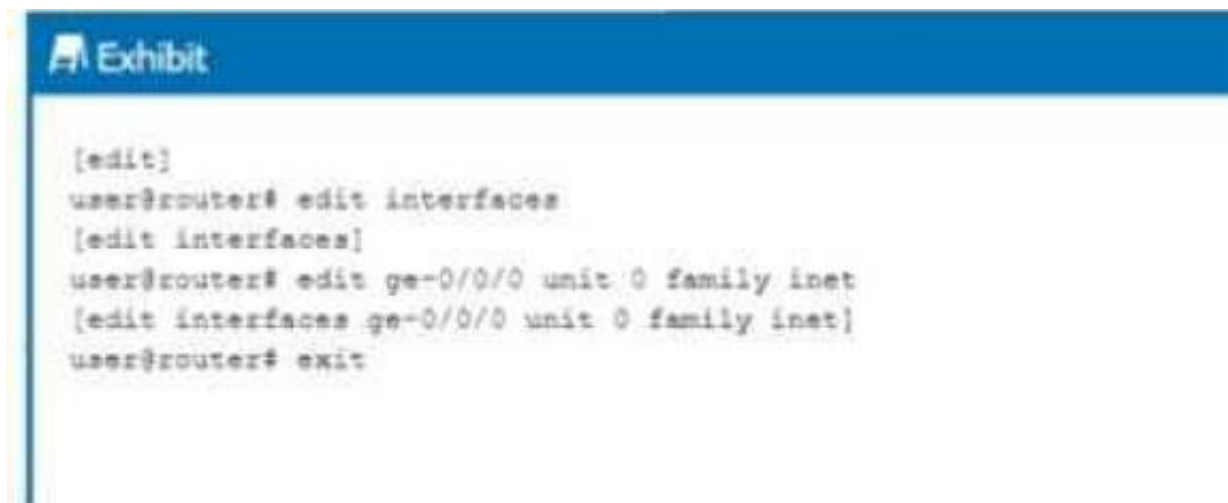 Exhibit
[edit]
user@router# edit interfaces
[edit interfaces]
user@router# edit ge-0/0/0 unit 0 family inet
[edit interfaces ge-0/0/0 unit 0 family inet]
user@router# exit